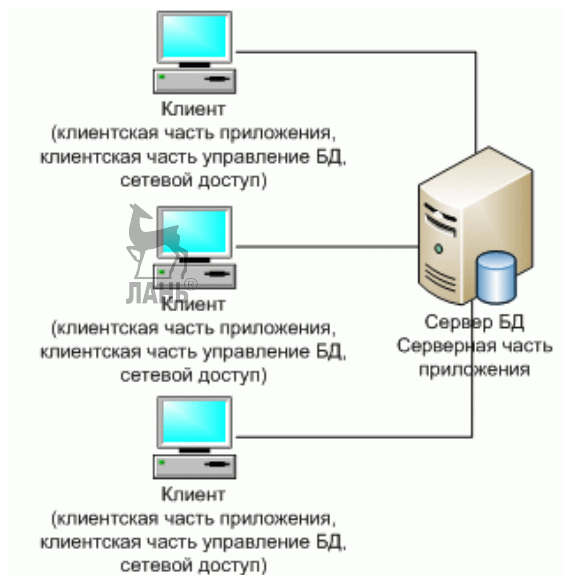 Клиент
(клиентская часть приложения,
клиентская часть управление БД,
сетевой доступ)
ЛАНЬ®
Клиент
(клиентская часть приложения,
клиентская часть управление БД,
сетевой доступ)
Сервер БД
Серверная часть
приложения
Клиент
(клиентская часть приложения,
клиентская часть управление БД,
сетевой доступ)